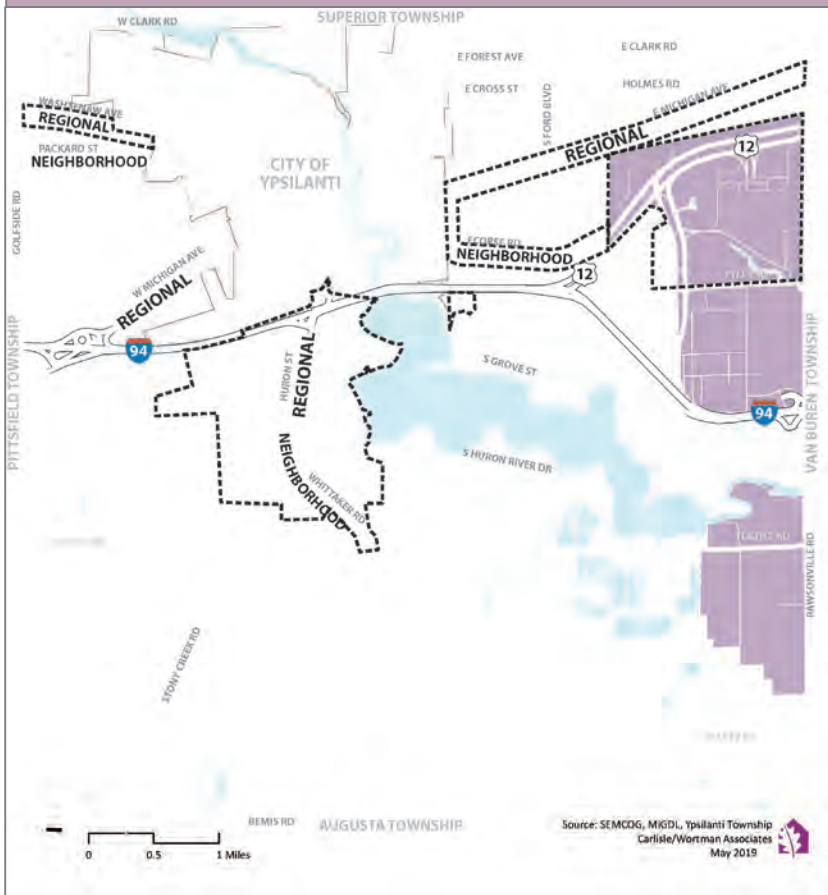 W CLARK RD
SUPERIOR TOWNSHIP
E FOREST AVE
E CLARK RD
E CROSS ST
HOLMES RD
S FORD BLVD
E MICHIGAN AVE
WASHTENAW AVE
REGIONAL
PACKARD ST
NEIGHBORHOOD
CITY OF
YPSILANTI
REGIONAL
12
GOLFSIDE RD
W MICHIGAN AVE
REGIONAL
ECORSE RD
NEIGHBORHOOD
12
PITTSFIELD TOWNSHIP
94
HURON ST
REGIONAL
S GROVE ST
94
VAN BUREN TOWNSHIP
NEIGHBORHOOD
WHITTAKER RD
S HURON RIVER DR
RAWSONVILLE RD
STONY CREEK RD
BEMIS RD
AUGUSTA TOWNSHIP
0 0.5 1 Miles
Source: SEMCOG, MiGDL, Ypsilanti Township
Carlisle/Wortman Associates
May 2019